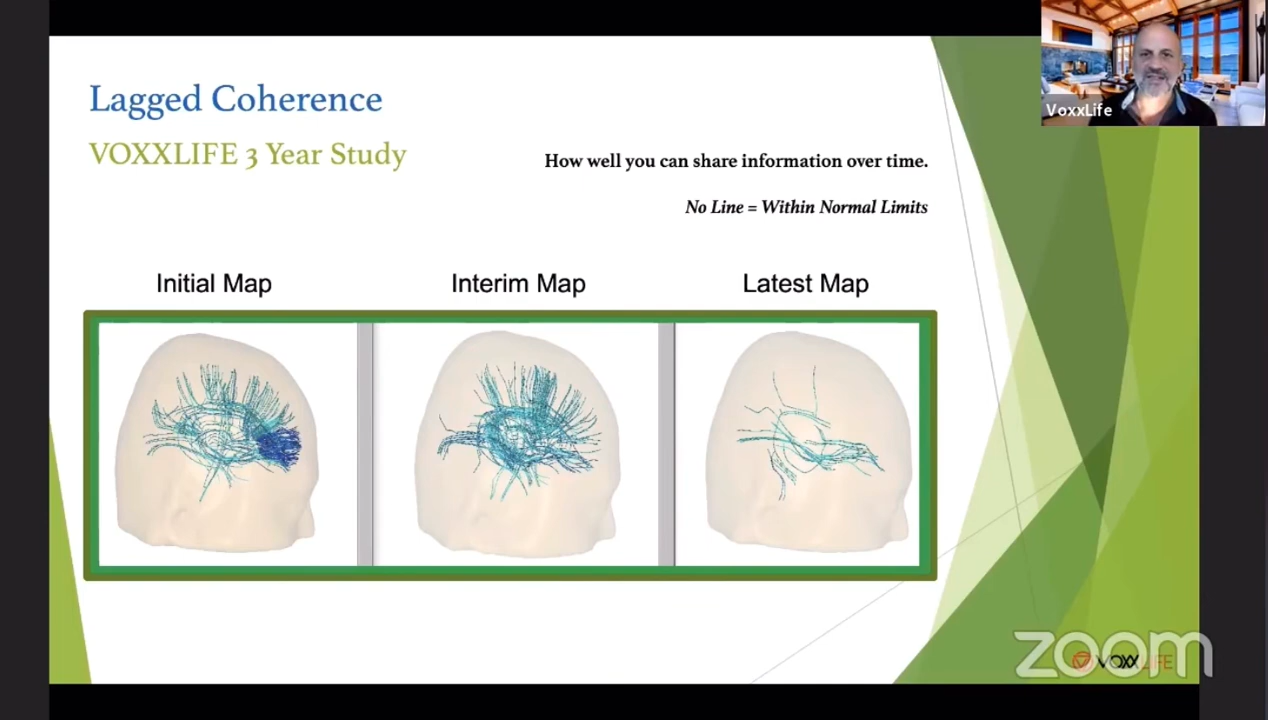 VoxxLife
Lagged Coherence
VOXXLIFE 3 Year Study
How well you can share information over time.
No Line = Within Normal Limits
Initial Map
Interim Map
Latest Map
zoom
VOXXLIFE